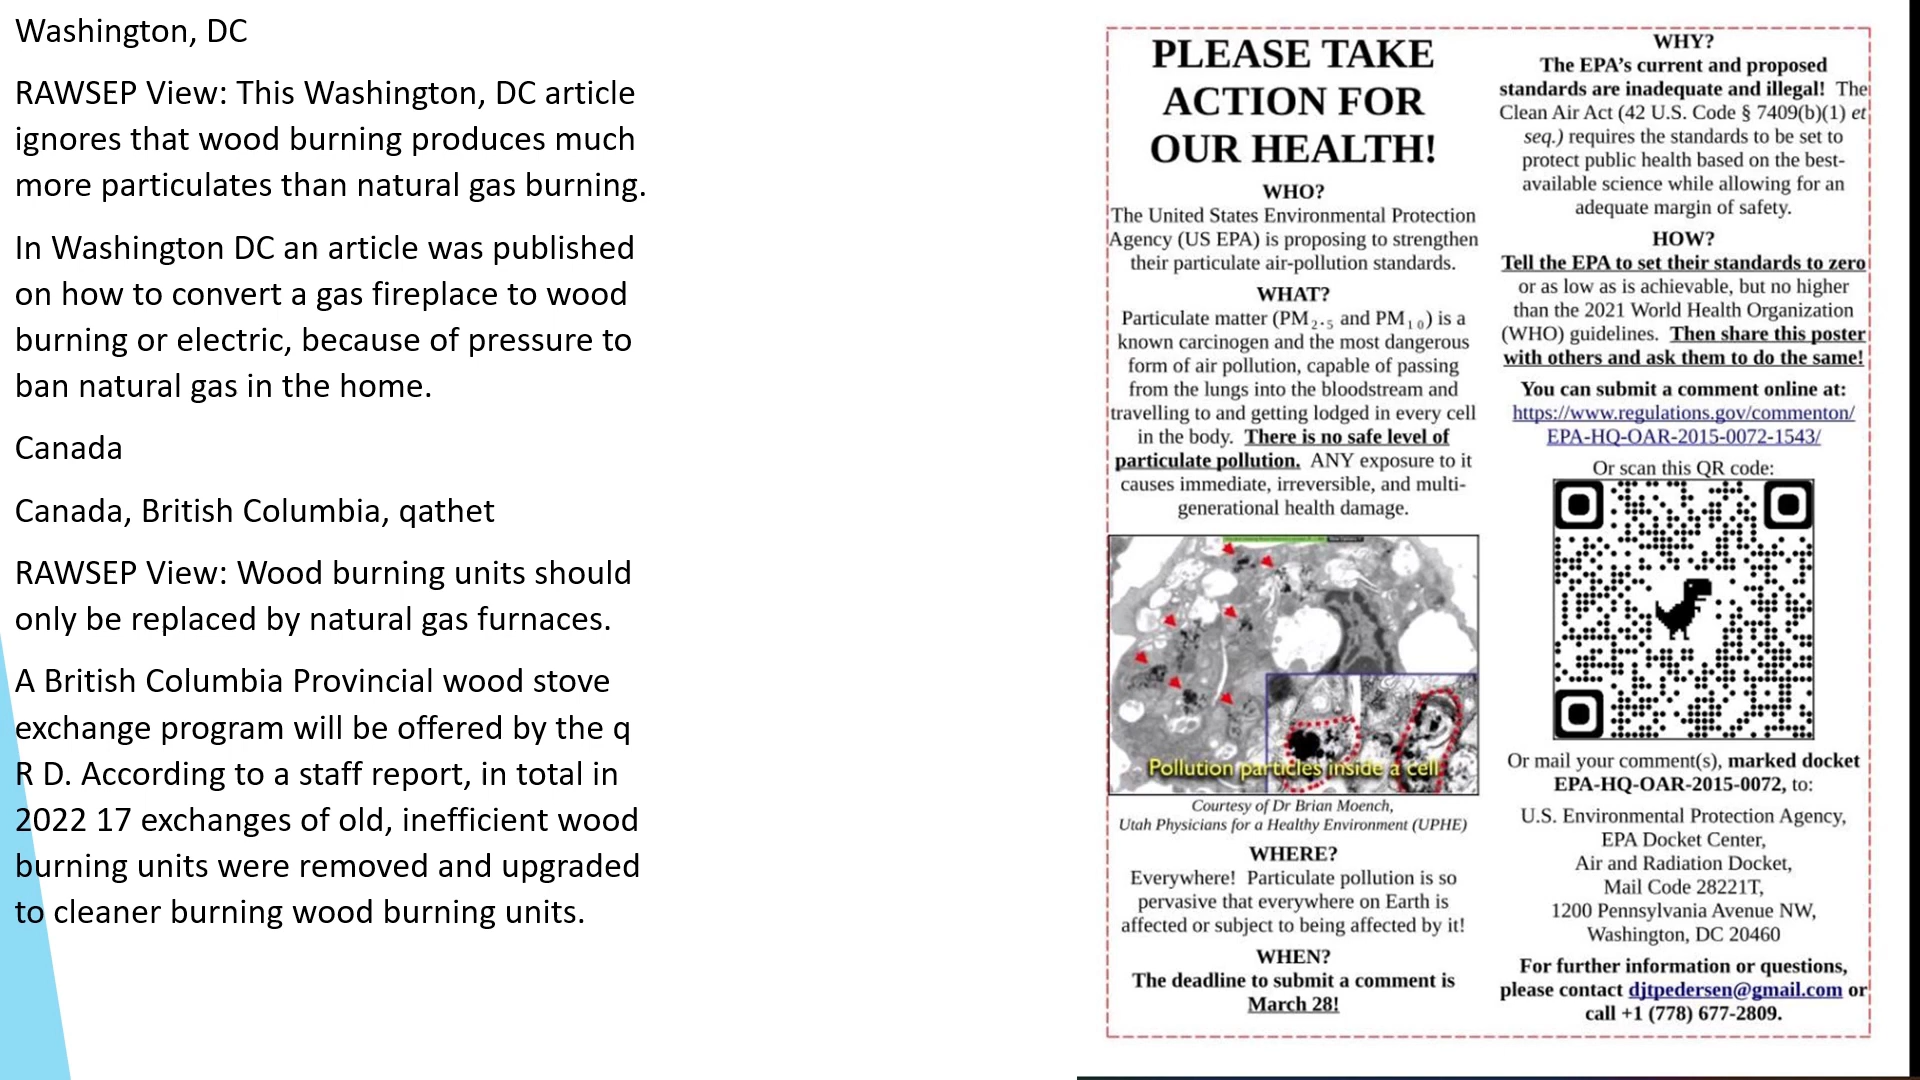 Washington, DC
RAWSEP View: This Washington, DC article
ignores that wood burning produces much
more particulates than natural gas burning.
In Washington DC an article was published
on how to convert a gas fireplace to wood
burning or electric, because of pressure to
ban natural gas in the home.
Canada
Canada, British Columbia, qathet
RAWSEP View: Wood burning units should
only be replaced by natural gas furnaces.
A British Columbia Provincial wood stove
exchange program will be offered by the q
R D. According to a staff report, in total in
2022 17 exchanges of old, inefficient wood
burning units were removed and upgraded
to cleaner burning wood burning units.
PLEASE TAKE
ACTION FOR
OUR HEALTH!
WHO?
The United States Environmental Protection
Agency (US EPA) is proposing to strengthen
their particulate air-pollution standards.
WHAT?
Particulate matter (PM2.5 and PM10) is a
known carcinogen and the most dangerous
form of air pollution, capable of passing
from the lungs into the bloodstream and
travelling to and getting lodged in every cell
in the body. There is no safe level of
particulate pollution. ANY exposure to it
causes immediate, irreversible, and multi-
generational health damage.
Pollution particles inside a cell
Courtesy of Dr Brian Moench,
Utah Physicians for a Healthy Environment (UPHE)
WHERE?
Everywhere! Particulate pollution is so
pervasive that everywhere on Earth is
affected or subject to being affected by it!
WHEN?
The deadline to submit a comment is
March 28!
WHY?
The EPA's current and proposed
standards are inadequate and illegal! The
Clean Air Act (42 U.S. Code § 7409(b)(1) et
seq.) requires the standards to be set to
protect public health based on the best-
available science while allowing for an
adequate margin of safety.
HOW?
Tell the EPA to set their standards to zero
or as low as is achievable, but no higher
than the 2021 World Health Organization
(WHO) guidelines. Then share this poster
with others and ask them to do the same!
You can submit a comment online at:
https://www.regulations.gov/commenton/
EPA-HQ-OAR-2015-0072-1543/
Or scan this QR code:
Or mail your comment(s), marked docket
EPA-HQ-OAR-2015-0072, to:
U.S. Environmental Protection Agency,
EPA Docket Center,
Air and Radiation Docket,
Mail Code 28221T,
1200 Pennsylvania Avenue NW,
Washington, DC 20460
For further information or questions,
please contact djtpedersen@gmail.com or
call +1 (778) 677-2809.